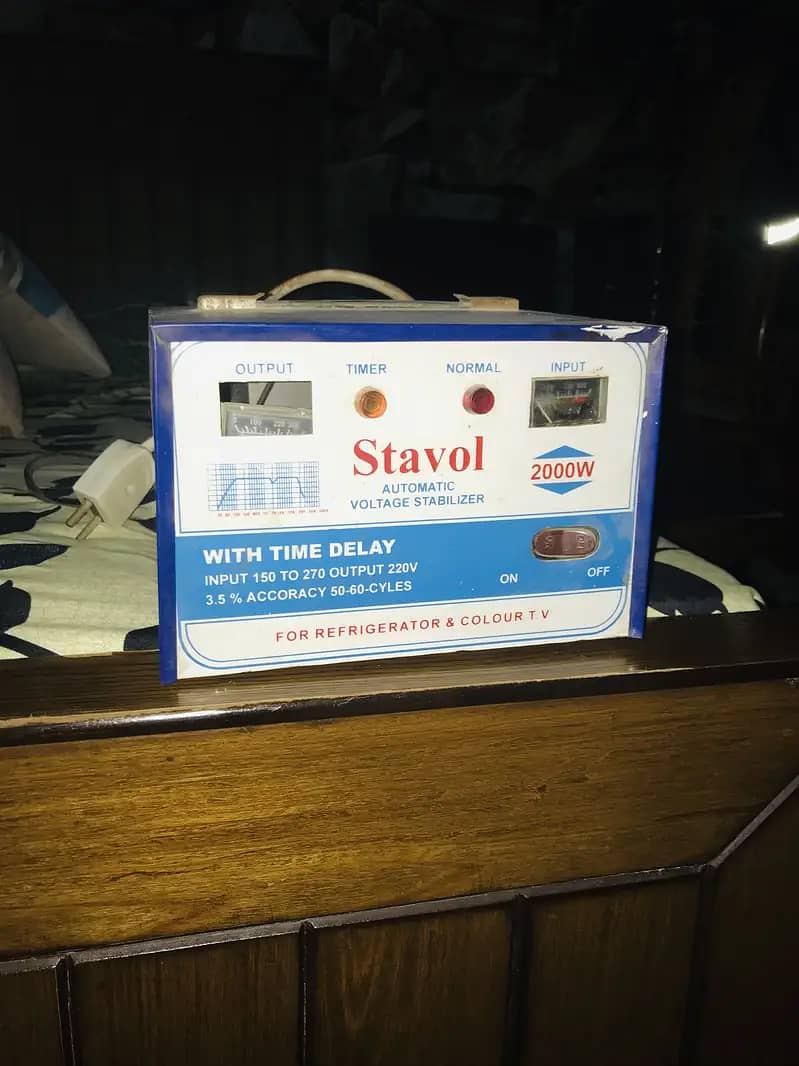 OUTPUT
TIMER
NORMAL
INPUT
Stavol
AUTOMATIC
VOLTAGE STABILIZER
2000W
WITH TIME DELAY
INPUT 150 TO 270 OUTPUT 220V
3.5 % ACCORACY 50-60-CYLES
ON
OFF
FOR REFRIGERATOR & COLOUR T.V